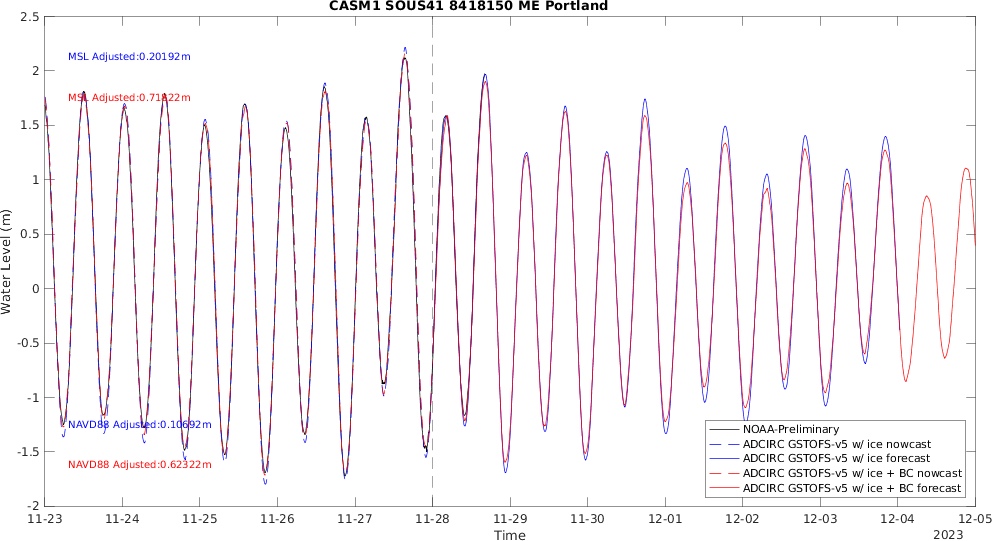 CASM1 SOUS41 8418150 ME Portland
2.5
2
1.5
1
0.5
0
-0.5
-1
-1.5
-2
Water Level (m)
MSL Adjusted:0.20192m
MSL Adjusted:0.71822m
NAVD88 Adjusted:0.10692m
NAVD88 Adjusted:0.62322m
NOAA-Preliminary
ADCIRC GSTOFS-v5 w/ ice nowcast
ADCIRC GSTOFS-v5 w/ ice forecast
ADCIRC GSTOFS-v5 w/ ice + BC nowcast
ADCIRC GSTOFS-v5 w/ ice + BC forecast
11-23 11-24 11-25 11-26 11-27 11-28 11-29 11-30 12-01 12-02 12-03 12-04 12-05
Time
2023